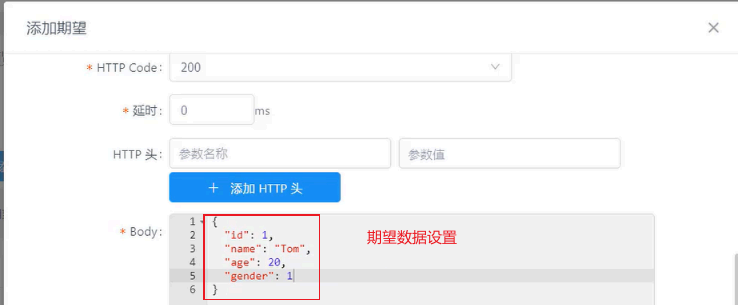 添加期望
* HTTP Code: 200
* 延时: 0 ms
HTTP 头: 参数名称 参数值
+ 添加 HTTP 头
* Body:
1 {
2 "id": 1,
3 "name": "Tom",
4 "age": 20,
5 "gender": 1
6 }
期望数据设置